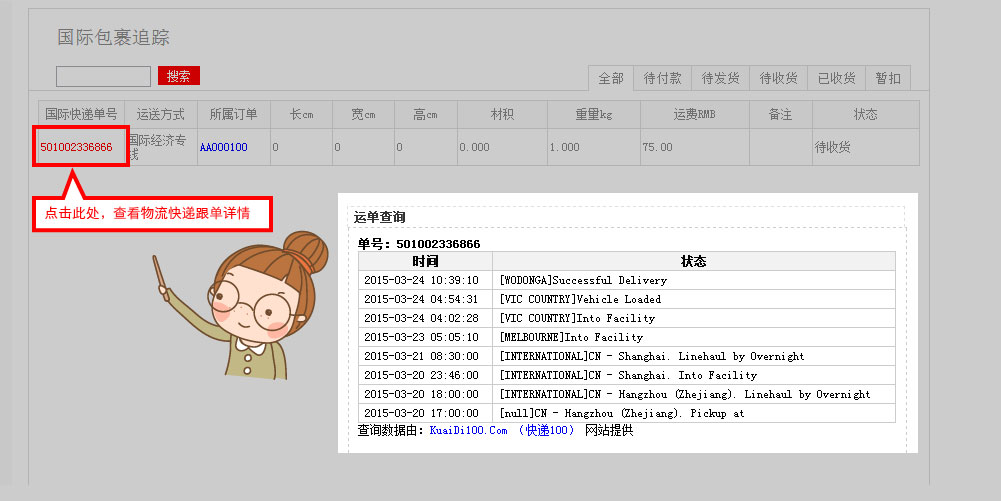 国际包裹追踪
搜索
全部 待付款 待发货 待收货 已收货 暂扣
国际快递单号 运送方式 所属订单 长cm 宽cm 高cm 材积 重量kg 运费RMB 备注 状态
501002336866 国际经济专线 AA000100 0 0 0 0.000 1.000 75.00 待收货
点击此处，查看物流快递跟单详情
运单查询
单号：501002336866
时间 状态
2015-03-24 10:39:10 [WODONGA]Successful Delivery
2015-03-24 04:54:31 [VIC COUNTRY]Vehicle Loaded
2015-03-24 04:02:28 [VIC COUNTRY]Into Facility
2015-03-23 05:05:10 [MELBOURNE]Into Facility
2015-03-21 08:30:00 [INTERNATIONAL]CN - Shanghai. Linehaul by Overnight
2015-03-20 23:46:00 [INTERNATIONAL]CN - Shanghai. Into Facility
2015-03-20 18:00:00 [INTERNATIONAL]CN - Hangzhou (Zhejiang). Linehaul by Overnight
2015-03-20 17:00:00 [null]CN - Hangzhou (Zhejiang). Pickup at
查询数据由：KuaiDi100.Com （快递100） 网站提供